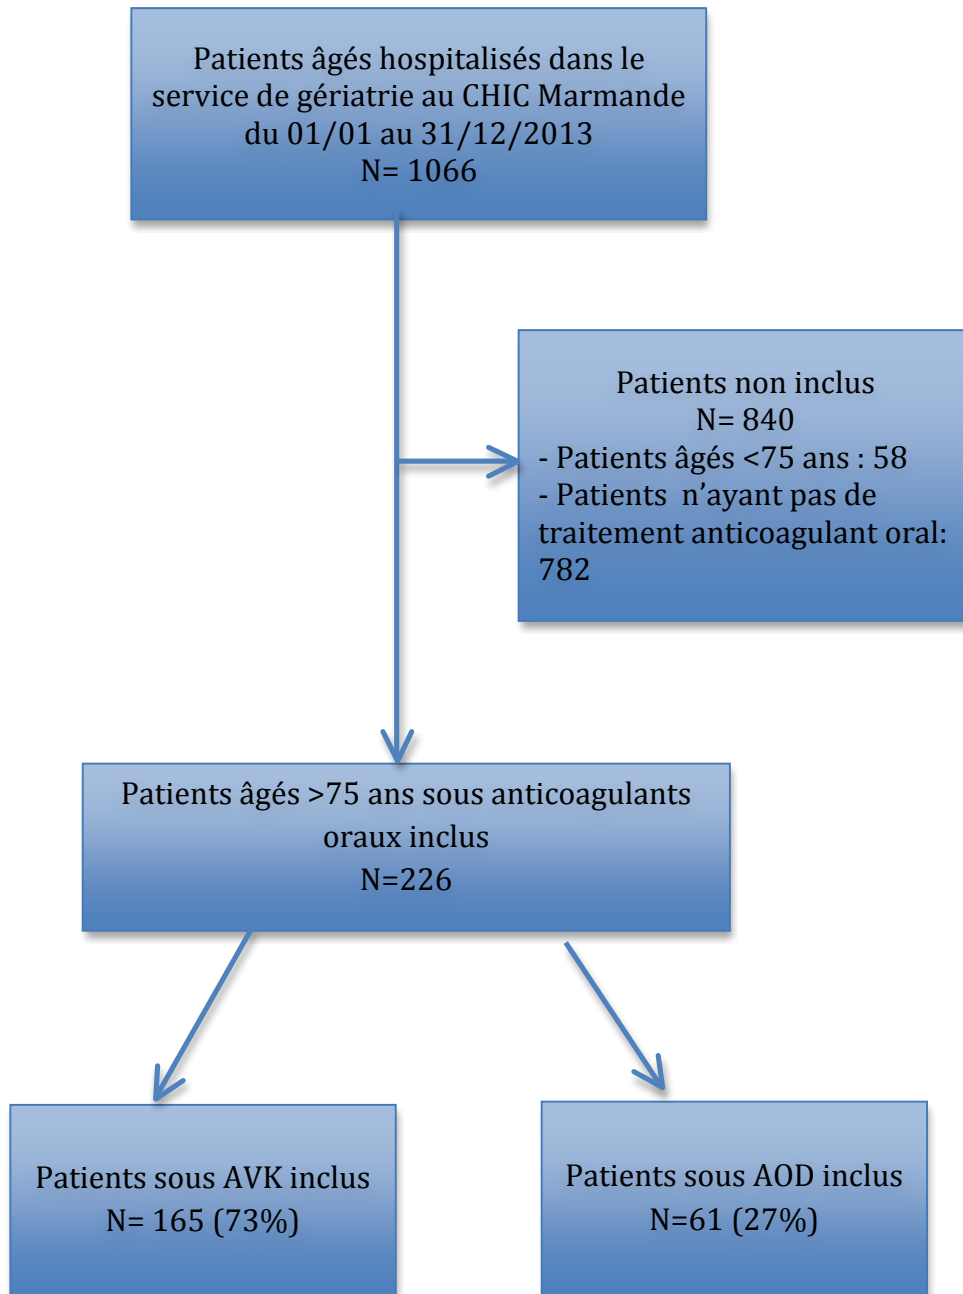 Patients âgés hospitalisés dans le
service de gériatrie au CHIC Marmande
du 01/01 au 31/12/2013
N= 1066
Patients non inclus
N= 840
- Patients âgés <75 ans : 58
- Patients  n’ayant pas de
traitement anticoagulant oral:
782
Patients âgés >75 ans sous anticoagulants
oraux inclus
N=226
Patients sous AVK inclus
N= 165 (73%)
Patients sous AOD inclus
N=61 (27%)